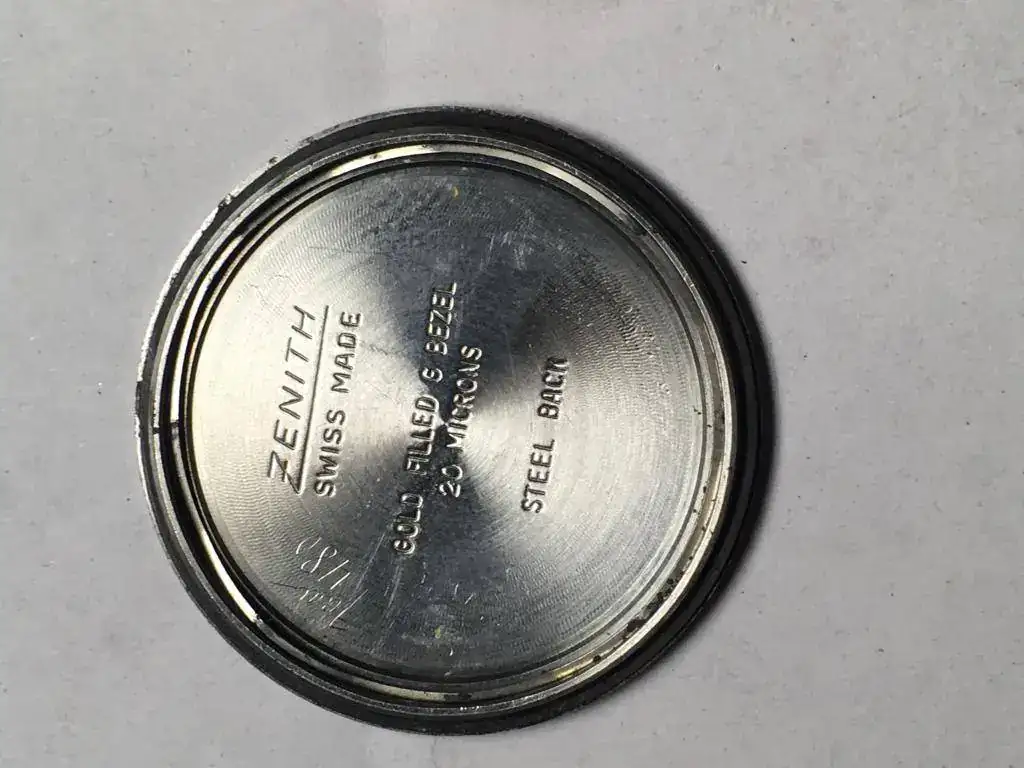 ZENITH
SWISS MADE
GOLD FILLED G BEZEL
20 MICRONS
STEEL BACK